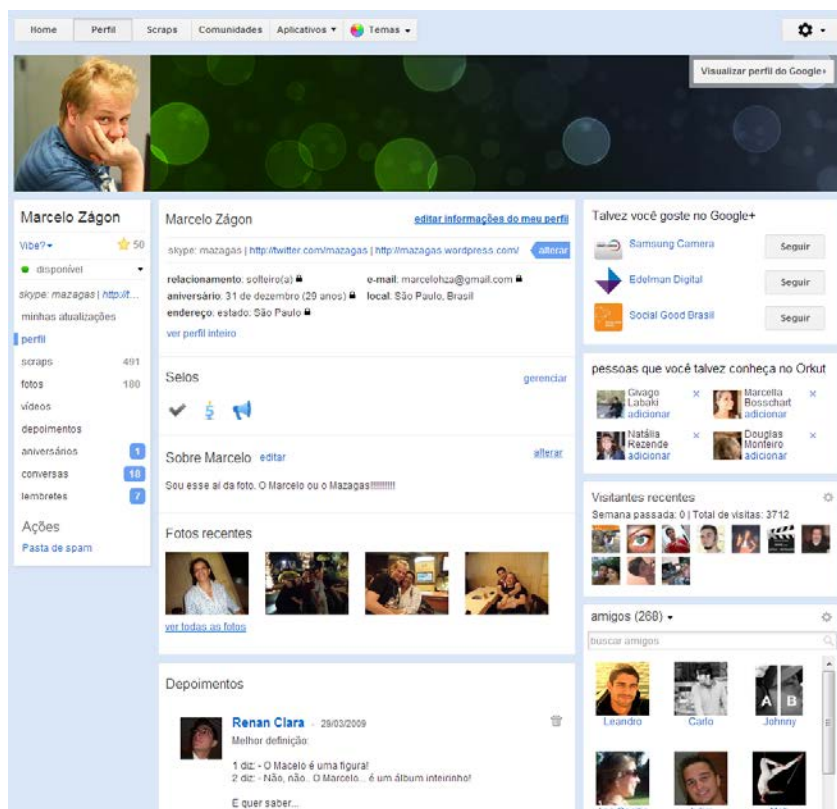 Home Perfil Scraps Comunidades Aplicativos Temas
Visualizar perfil do Google
Marcelo Zágon
Vibe? 50
disponível
skype: mazagas | http://t...
minhas atualizações
perfil
scraps 491
fotos 180
vídeos
depoimentos
aniversários 1
conversas 18
lembretes 7
Ações
Pasta de spam
Marcelo Zágon editar informações do meu perfil
skype: mazagas | http://twitter.com/mazagas | http://mazagas.wordpress.com/ alterar
relacionamento: solteiro(a) e-mail: marcelohza@gmail.com
aniversário: 31 de dezembro (29 anos) local: São Paulo, Brasil
endereço: estado: São Paulo
ver perfil inteiro
Selos gerenciar
5
Sobre Marcelo editar alterar
Sou esse aí da foto. O Marcelo ou o Mazagas!!!!!!!!!!
Fotos recentes
ver todas as fotos
Depoimentos
Renan Clara - 29/03/2009
Melhor definição:
1 diz: - O Macelo é uma figura!
2 diz: - Não, não.. O Marcelo... é um álbum inteirinho!
E quer saber...
Talvez você goste no Google+
Samsung Camera Seguir
Edelman Digital Seguir
Social Good Brasil Seguir
pessoas que você talvez conheça no Orkut
Givago Labaki
adicionar
Marcella Bosschart
adicionar
Natália Rezende
adicionar
Douglas Monteiro
adicionar
Visitantes recentes
Semana passada: 0 | Total de visitas: 3712
amigos (268)
buscar amigos
A B
Leandro Carlo Johnny